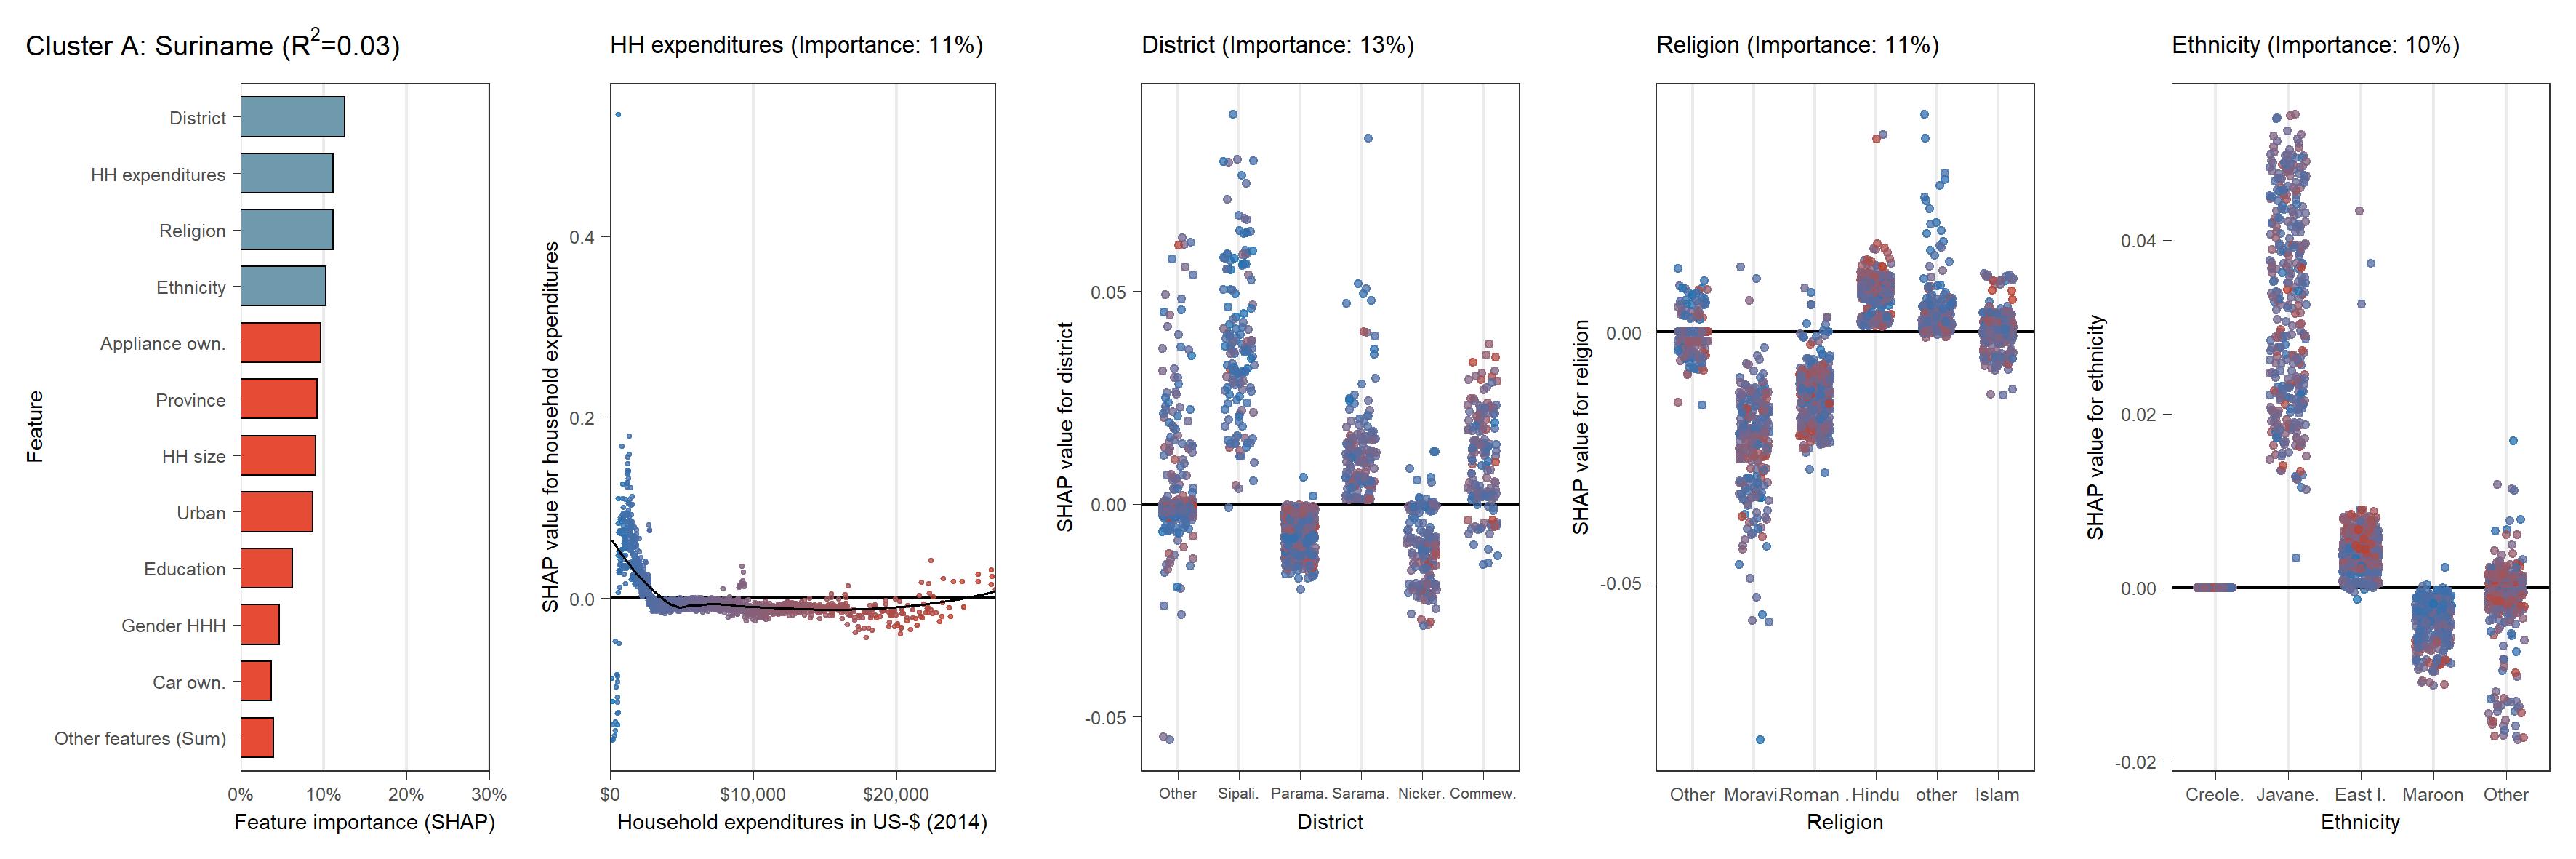 Cluster A: Suriname (R2=0.03)
Feature
District
HH expenditures
Religion
Ethnicity
Appliance own.
Province
HH size
Urban
Education
Gender HHH
Car own.
Other features (Sum)
0% 10% 20% 30%
Feature importance (SHAP)
HH expenditures (Importance: 11%)
SHAP value for household expenditures
0.4
0.2
0.0
$0 $10,000 $20,000
Household expenditures in US-$ (2014)
District (Importance: 13%)
SHAP value for district
0.05
0.00
-0.05
Other Sipali. Parama. Sarama. Nicker. Commew.
District
Religion (Importance: 11%)
SHAP value for religion
0.00
-0.05
Other Moravi. Roman . Hindu other Islam
Religion
Ethnicity (Importance: 10%)
SHAP value for ethnicity
0.04
0.02
0.00
-0.02
Creole. Javane. East I. Maroon Other
Ethnicity